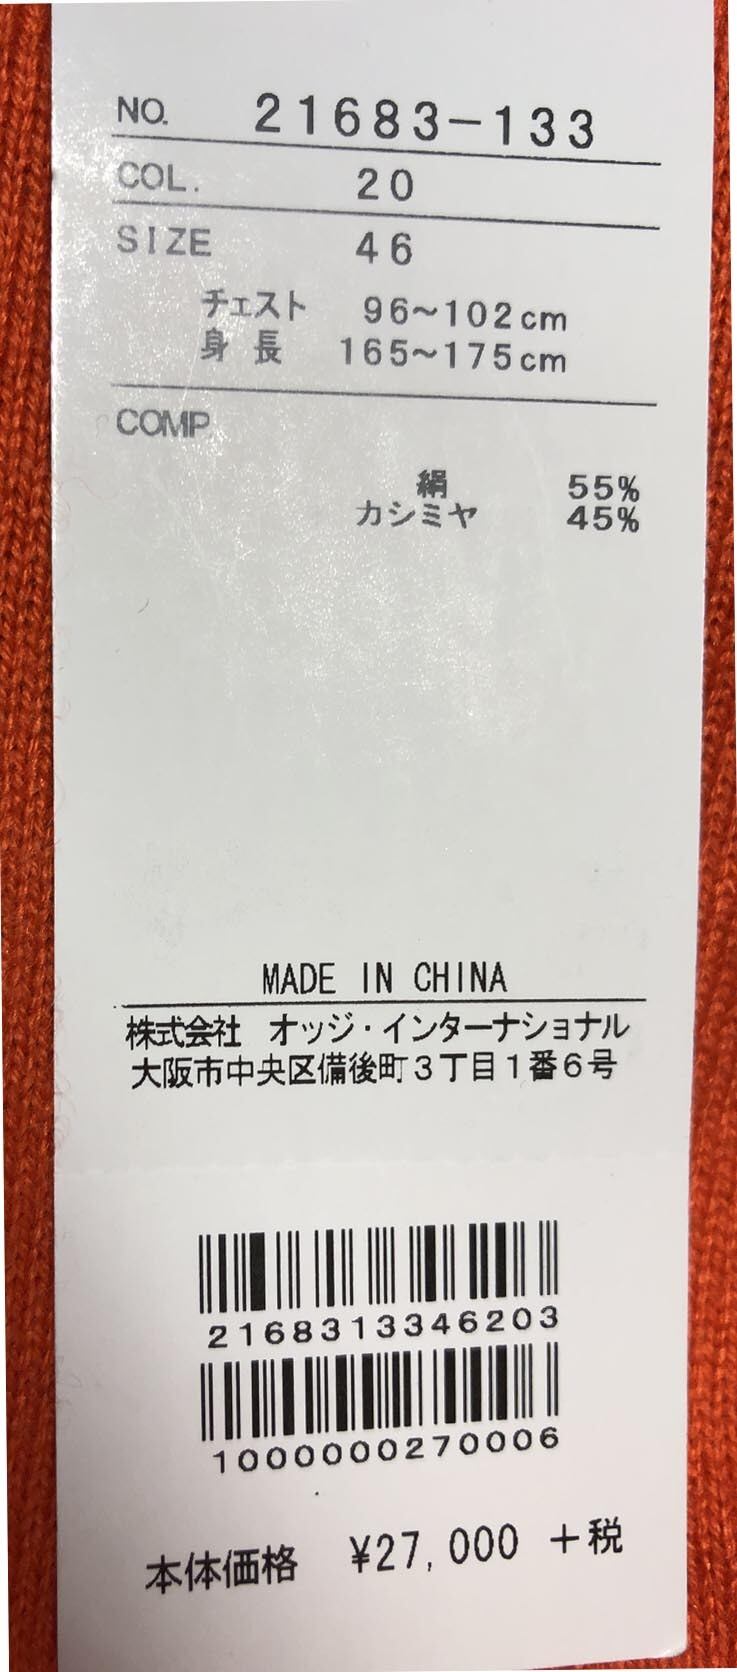 NO. 21683-133
COL. 20
SIZE 46
チェスト 96~102cm
身長 165~175cm
COMP
絹 55%
カシミヤ 45%
MADE IN CHINA
株式会社 オッジ・インターナショナル
大阪市中央区備後町3丁目1番6号
2168313346203
1000000270006
本体価格 ¥27,000 +税